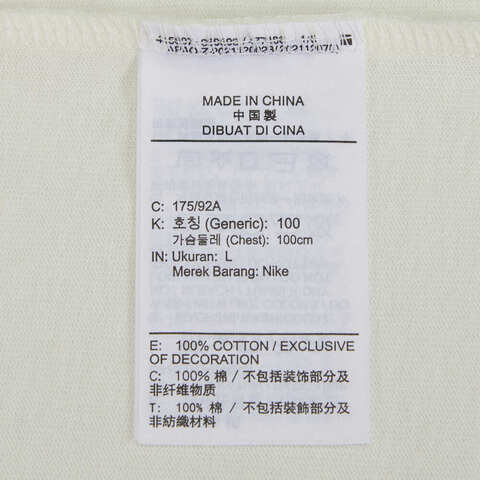 MADE IN CHINA
中国製
DIBUAT DI CINA
C: 175/92A
K: 호칭 (Generic): 100
가슴둘레 (Chest): 100cm
IN: Ukuran: L
Merek Barang: Nike
E: 100% COTTON / EXCLUSIVE
OF DECORATION
C: 100% 棉 / 不包括装饰部分及
非纤维物质
T: 100% 棉 / 不包括裝飾部分及
非紡織材料